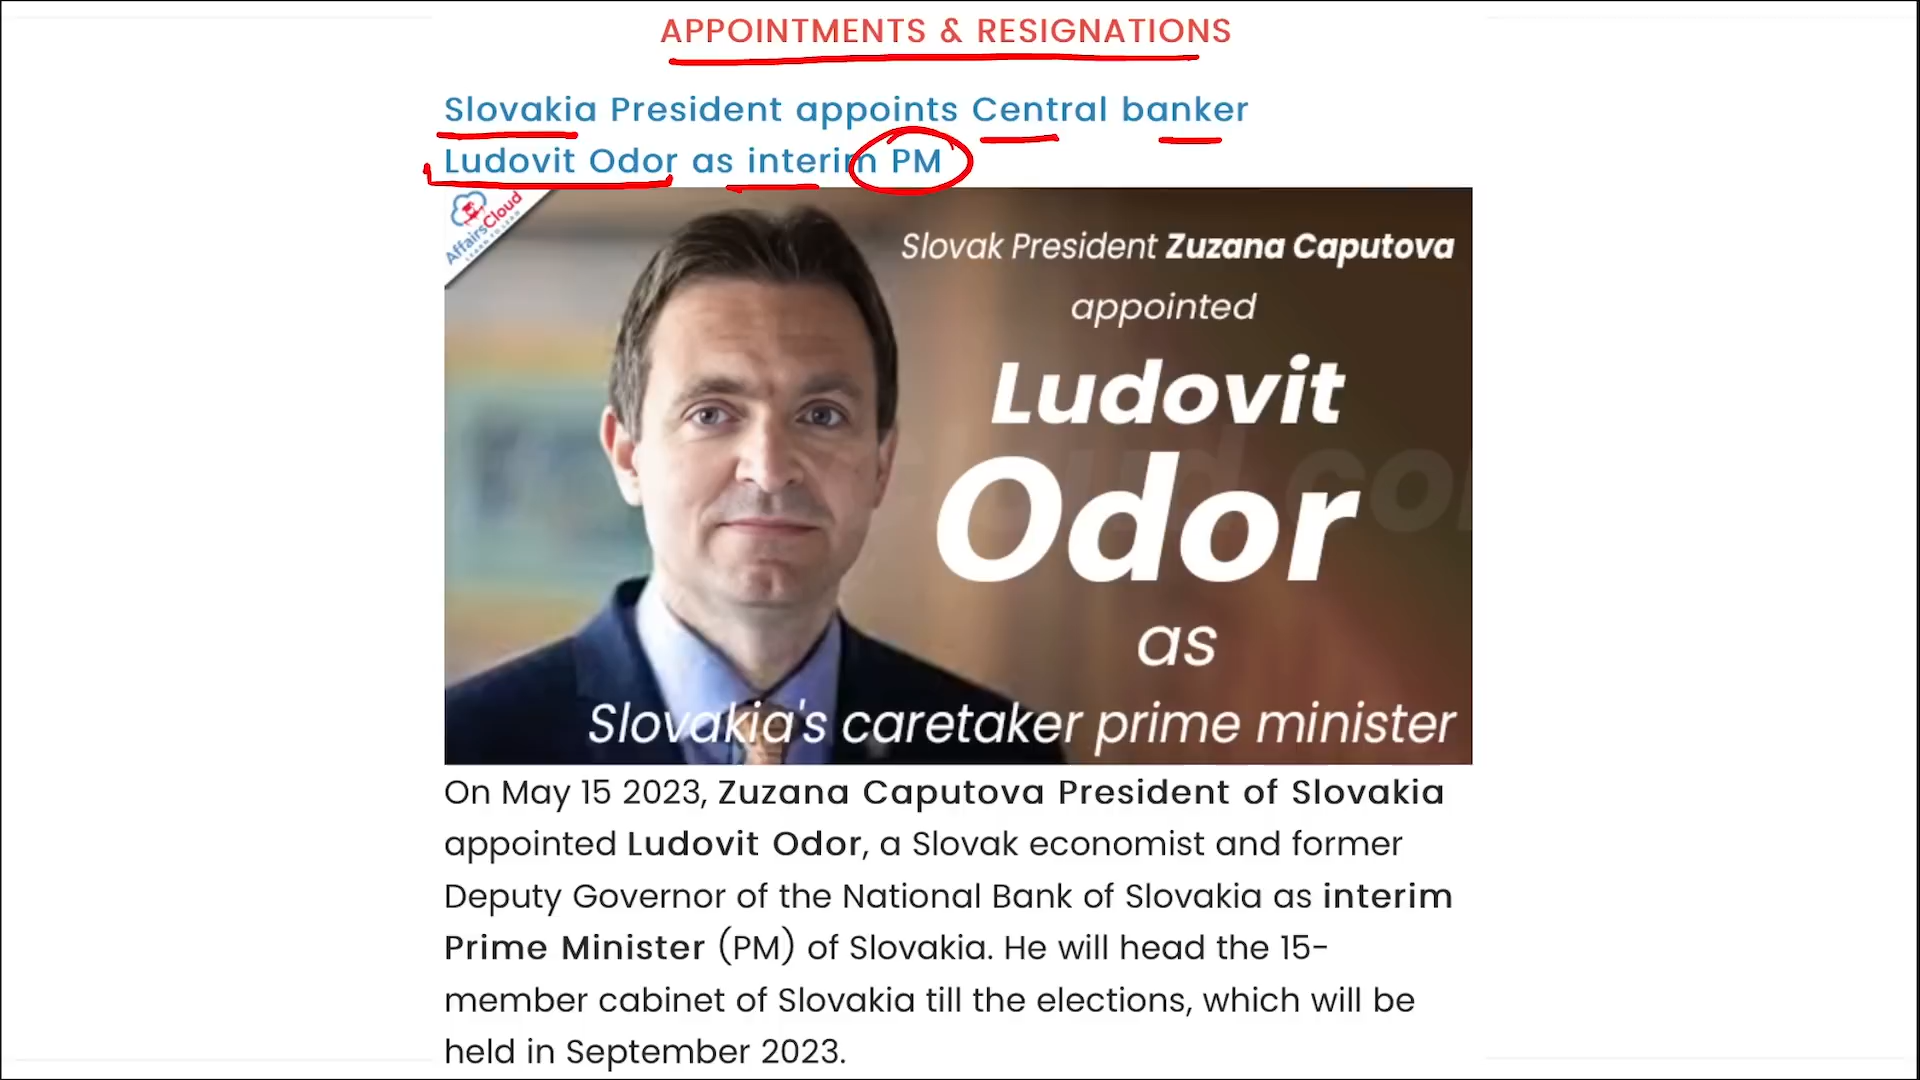 APPOINTMENTS & RESIGNATIONS
Slovakia President appoints Central banker
Ludovit Odor as interim PM
AffairsCloud
Slovak President Zuzana Caputova
appointed
Ludovit
Odor
as
Slovakia's caretaker prime minister
On May 15 2023, Zuzana Caputova President of Slovakia
appointed Ludovit Odor, a Slovak economist and former
Deputy Governor of the National Bank of Slovakia as interim
Prime Minister (PM) of Slovakia. He will head the 15-
member cabinet of Slovakia till the elections, which will be
held in September 2023.